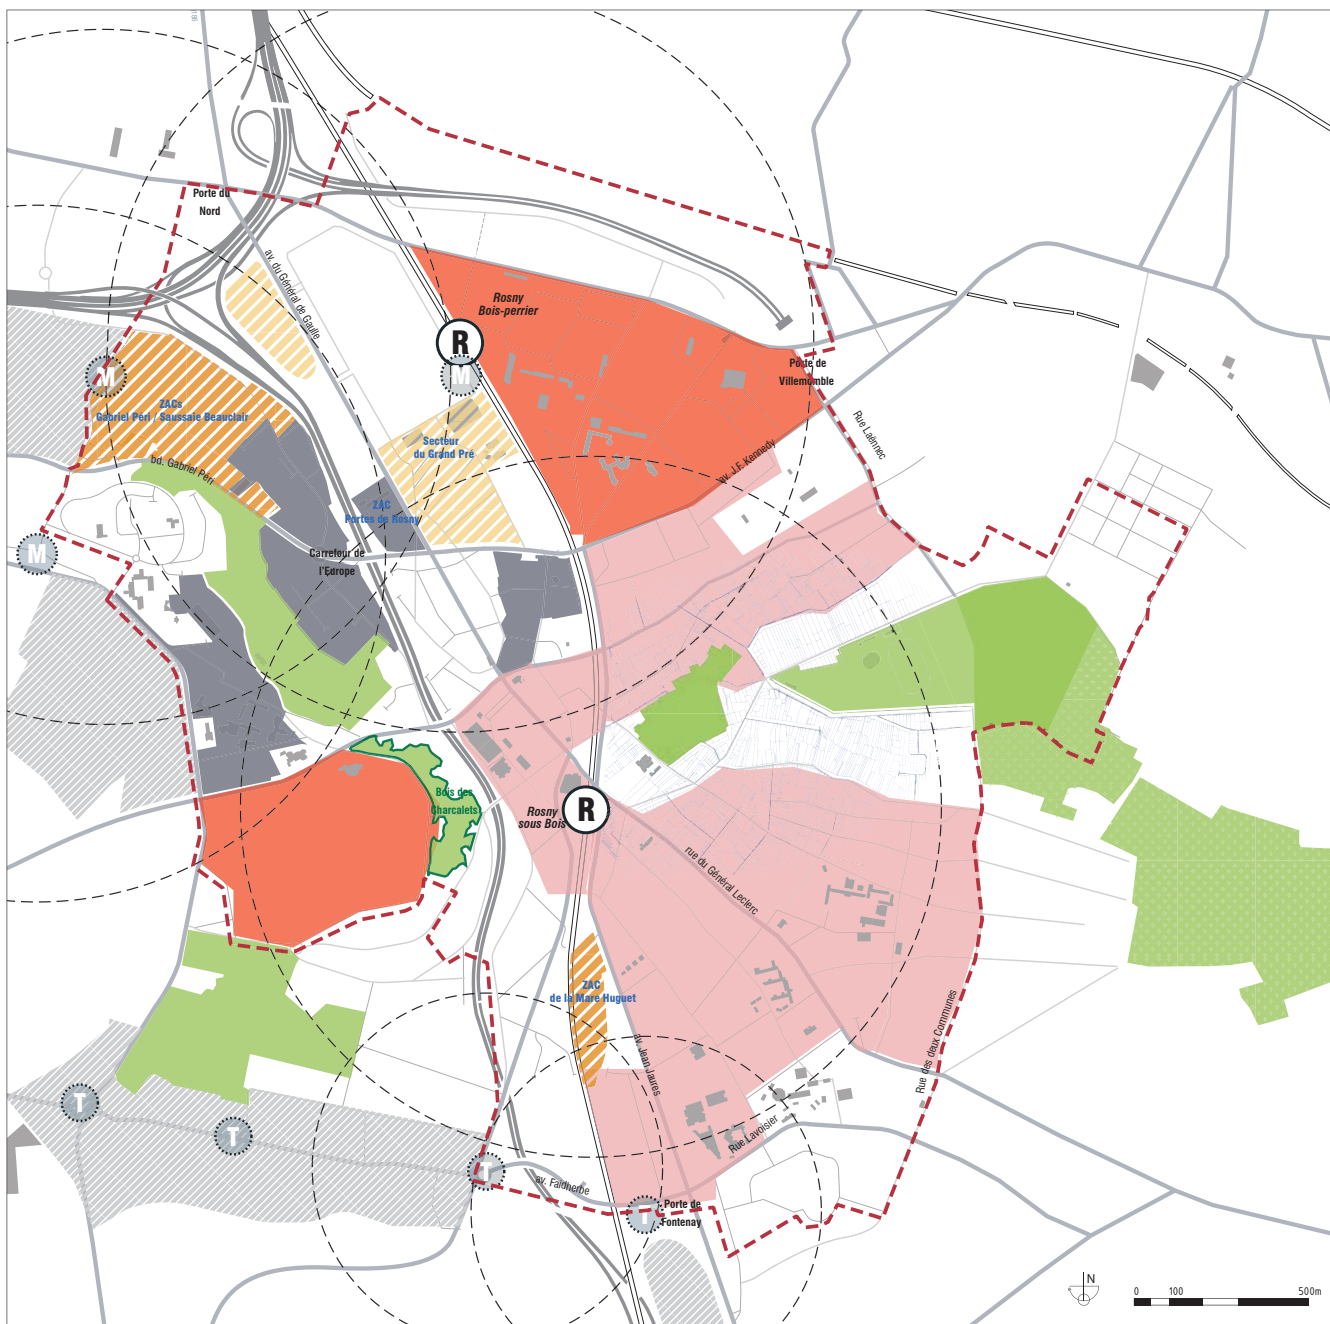 186
Porte du
Nord
av. du Général de Gaulle
Rosny
Bois-perrier
R
M
M
Porte de
Villemomble
ZACs
Gabriel Péri / Saussaie Beauclair
Rue Laënnec
Secteur
du Grand Pré
av. J.F. Kennedy
bd. Gabriel Péri
ZAC
Portes de Rosny
M
Carrefour de
l'Europe
Bois des
Charcalets
Rosny
sous Bois
R
rue du Général Leclerc
ZAC
de la Mare Huguet
av. Jean Jaures
Rue des deux Communes
T
T
Rue Lavoisier
T
av. Faidherbe
T
Porte de
Fontenay
N
0 100 500m